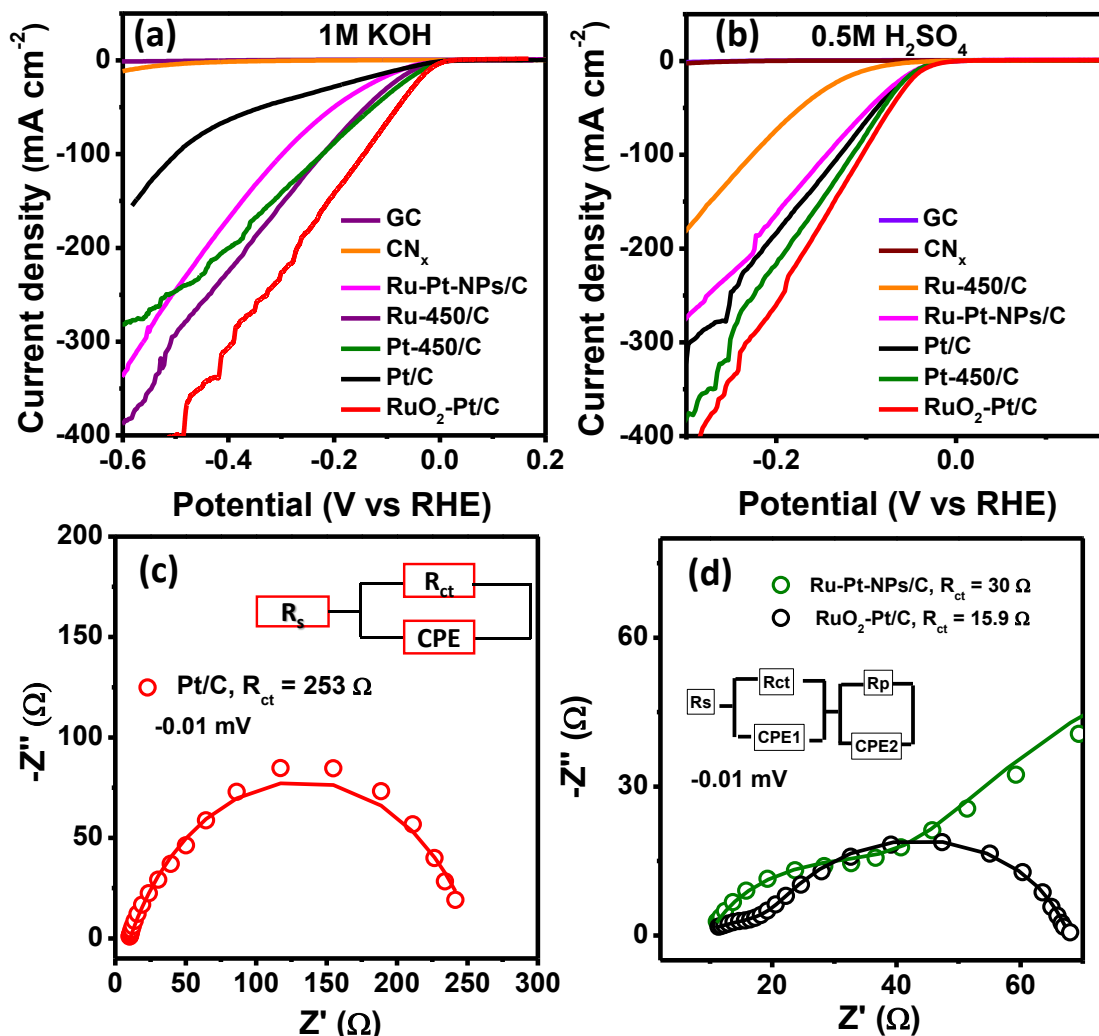 (a) 1M KOH
0
-100
-200
-300
-400
Current density (mA cm⁻²)
GC
CNₓ
Ru-Pt-NPs/C
Ru-450/C
Pt-450/C
Pt/C
RuO₂-Pt/C
-0.6 -0.4 -0.2 0.0 0.2
Potential (V vs RHE)
(b) 0.5M H₂SO₄
0
-100
-200
-300
-400
Current density (mA cm⁻²)
GC
CNₓ
Ru-450/C
Ru-Pt-NPs/C
Pt/C
Pt-450/C
RuO₂-Pt/C
-0.2 0.0
Potential (V vs RHE)
(c)
200
150
100
50
0
-Z'' (Ω)
Rₛ
R_ct
CPE
Pt/C, R_ct = 253 Ω
-0.01 mV
0 50 100 150 200 250 300
Z' (Ω)
(d)
60
30
0
-Z'' (Ω)
Ru-Pt-NPs/C, R_ct = 30 Ω
RuO₂-Pt/C, R_ct = 15.9 Ω
Rs
Rct
Rp
CPE1
CPE2
-0.01 mV
20 40 60
Z' (Ω)